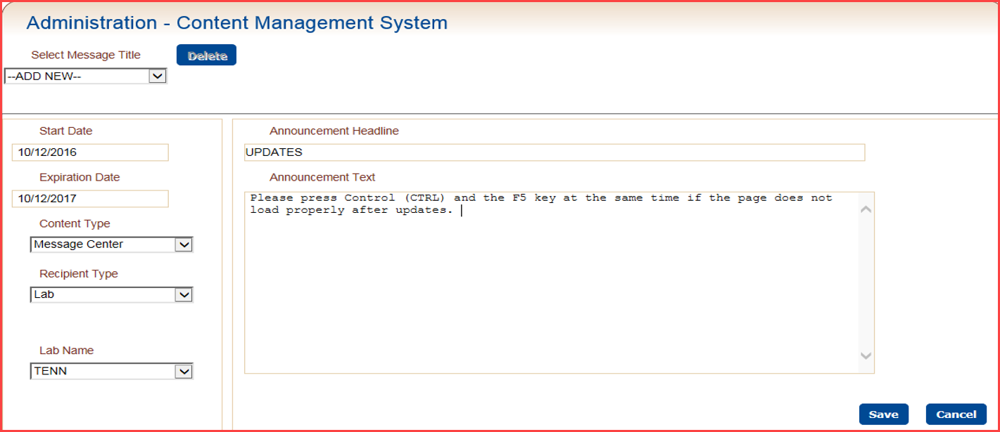 Administration - Content Management System
Select Message Title
Delete
--ADD NEW--
Start Date
10/12/2016
Expiration Date
10/12/2017
Content Type
Message Center
Recipient Type
Lab
Lab Name
TENN
Announcement Headline
UPDATES
Announcement Text
Please press Control (CTRL) and the F5 key at the same time if the page does not
load properly after updates.
Save
Cancel